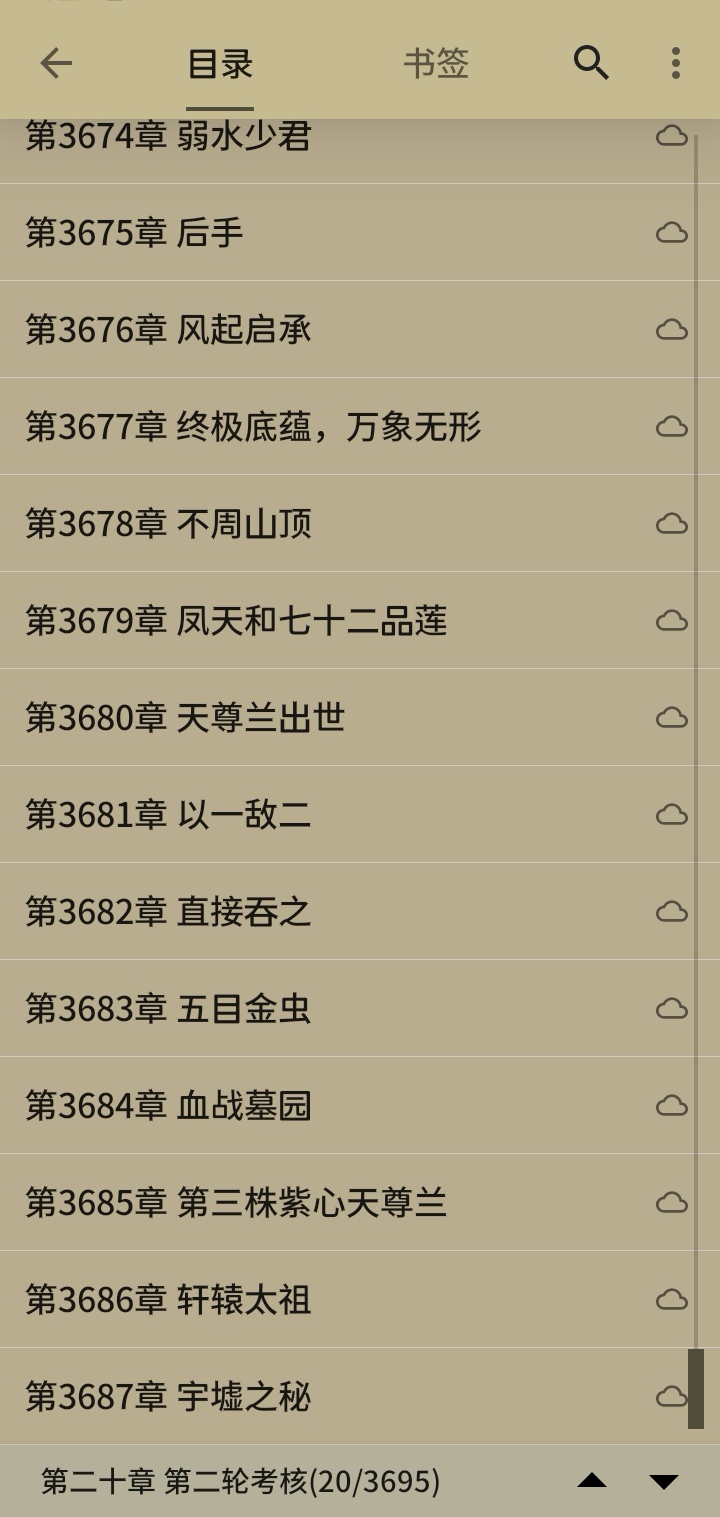 目录
书签
第3674章 弱水少君
第3675章 后手
第3676章 风起启承
第3677章 终极底蕴，万象无形
第3678章 不周山顶
第3679章 凤天和七十二品莲
第3680章 天尊兰出世
第3681章 以一敌二
第3682章 直接吞之
第3683章 五目金虫
第3684章 血战墓园
第3685章 第三株紫心天尊兰
第3686章 轩辕太祖
第3687章 宇墟之秘
第二十章 第二轮考核(20/3695)